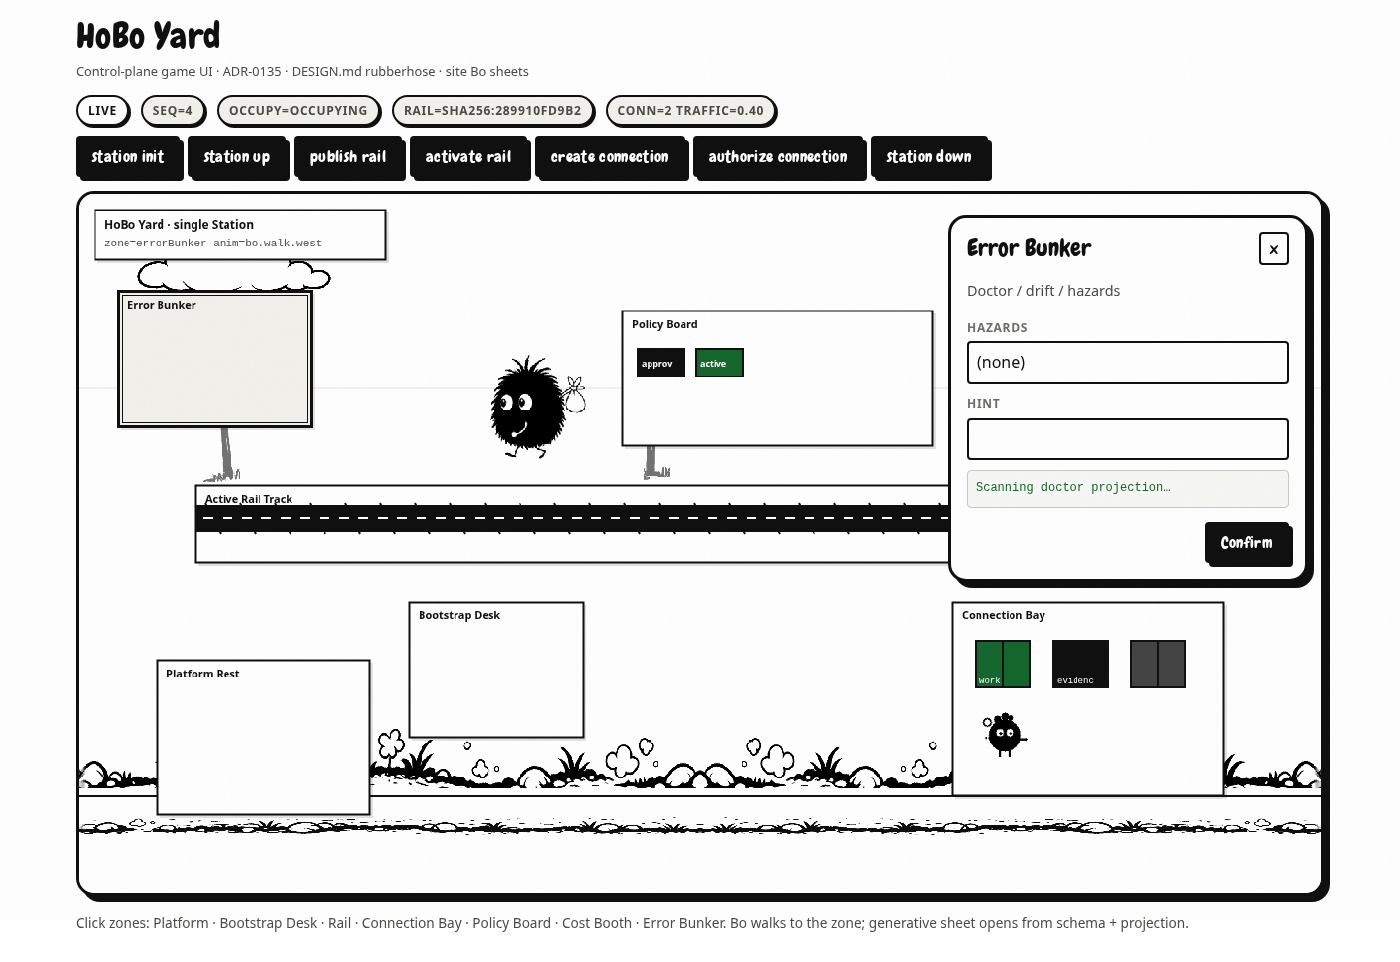 HoBo Yard
Control-plane game UI · ADR-0135 · DESIGN.md rubberhose · site Bo sheets
LIVE
SEQ=4
OCCUPY=OCCUPYING
RAIL=SHA256:289910FD9B2
CONN=2 TRAFFIC=0.40
station init
station up
publish rail
activate rail
create connection
authorize connection
station down
HoBo Yard · single Station
zone=errorBunker anim=bo.walk.west
Error Bunker
Policy Board
approv
active
Active Rail Track
Error Bunker
x
Doctor / drift / hazards
HAZARDS
(none)
HINT
Scanning doctor projection…
Confirm
Bootstrap Desk
Platform Rest
Connection Bay
work
evidenc
Click zones: Platform · Bootstrap Desk · Rail · Connection Bay · Policy Board · Cost Booth · Error Bunker. Bo walks to the zone; generative sheet opens from schema + projection.